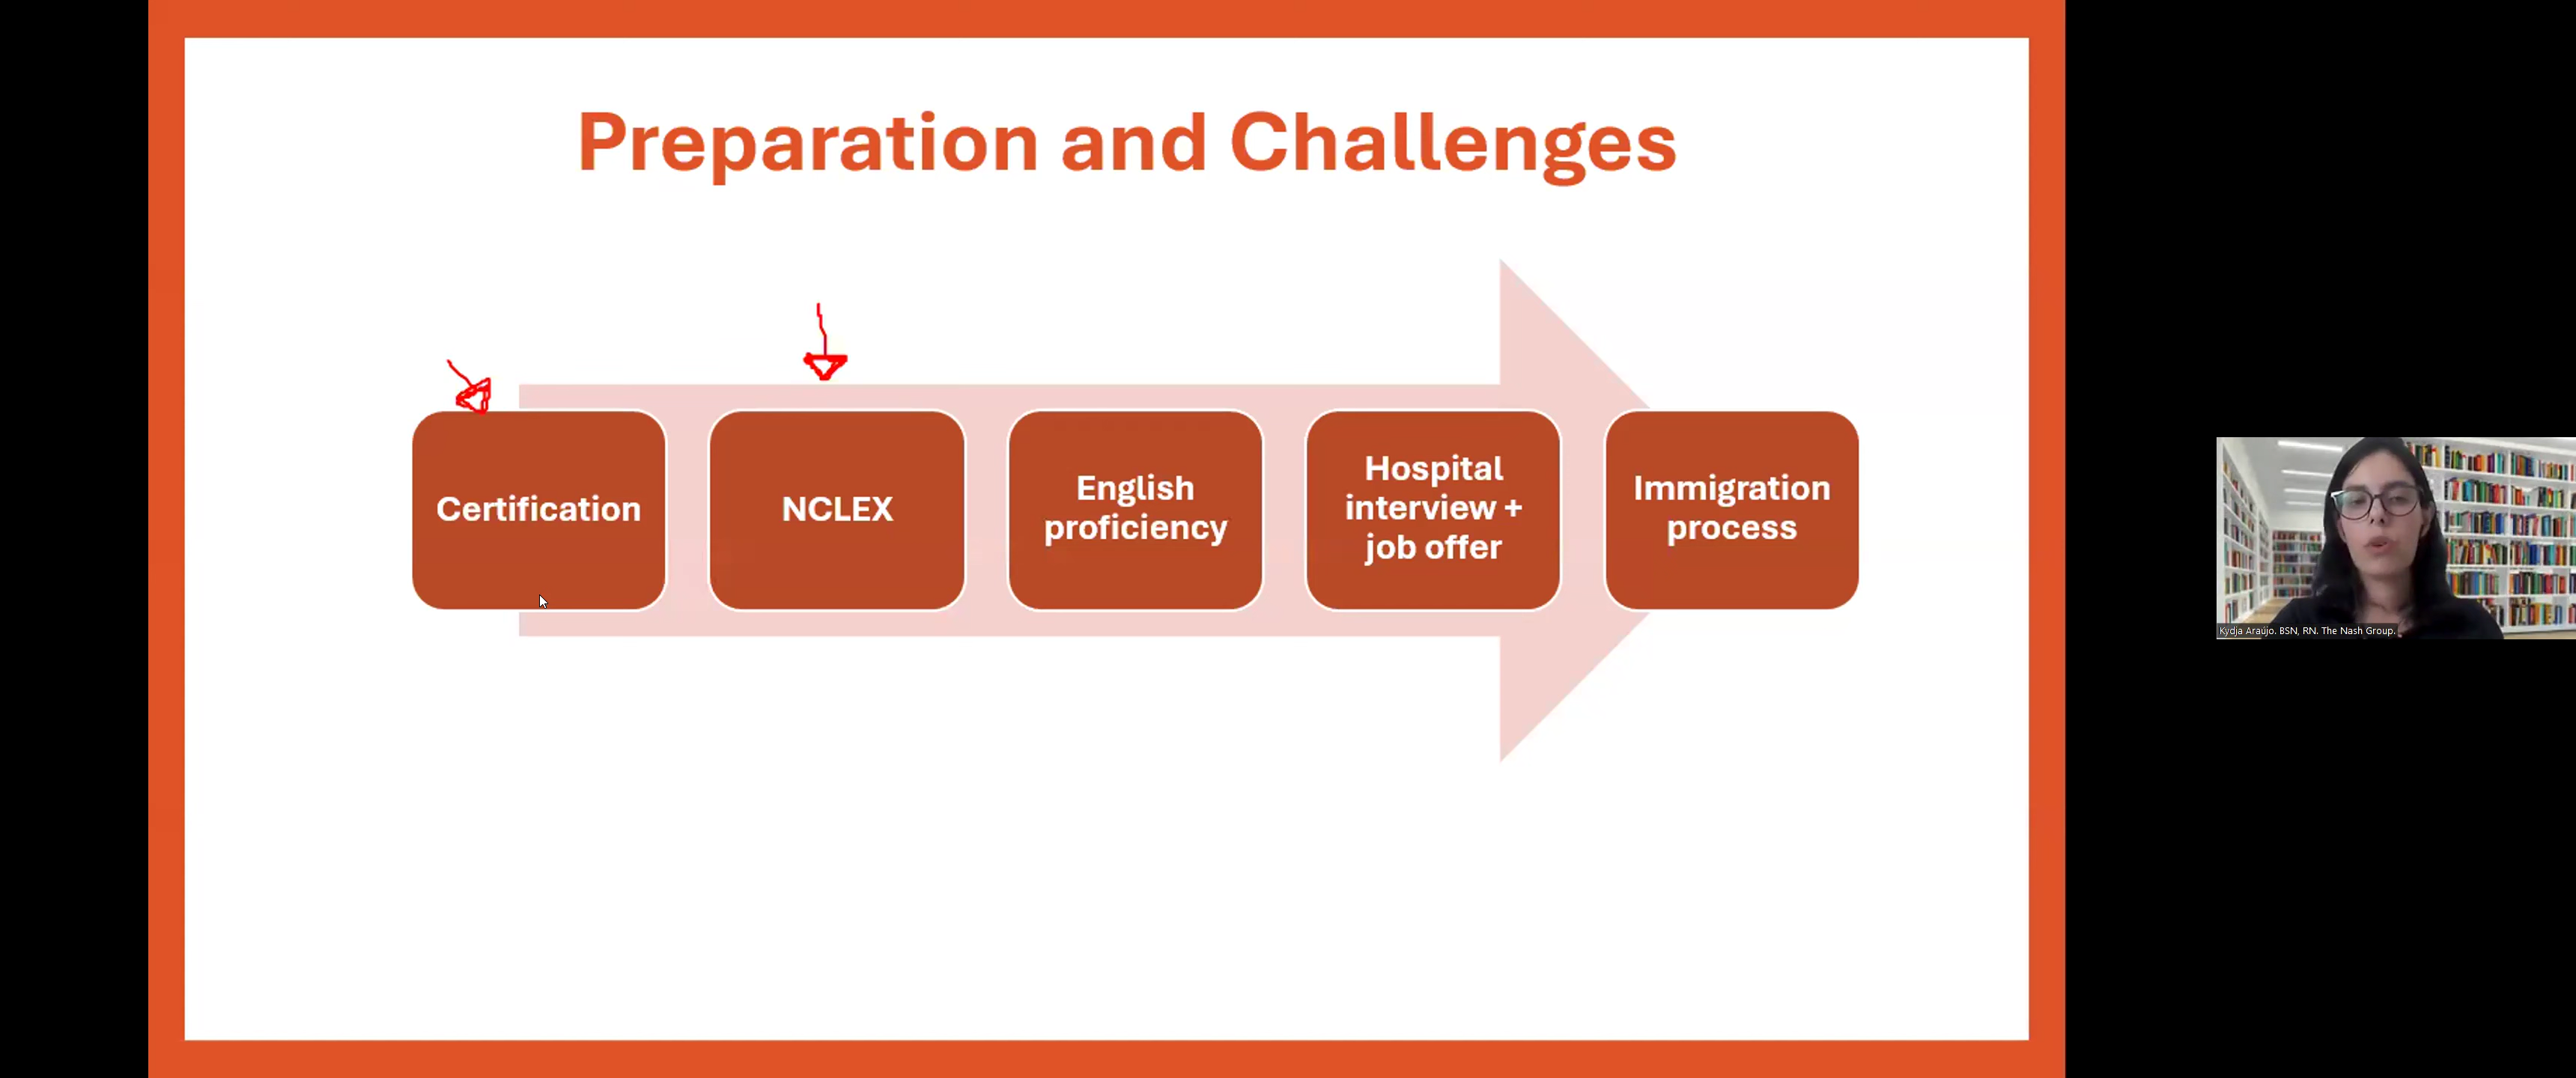 Preparation and Challenges
Certification
NCLEX
English
proficiency
Hospital
interview +
job offer
Immigration
process
Kydja Araújo. BSN, RN. The Nash Group.